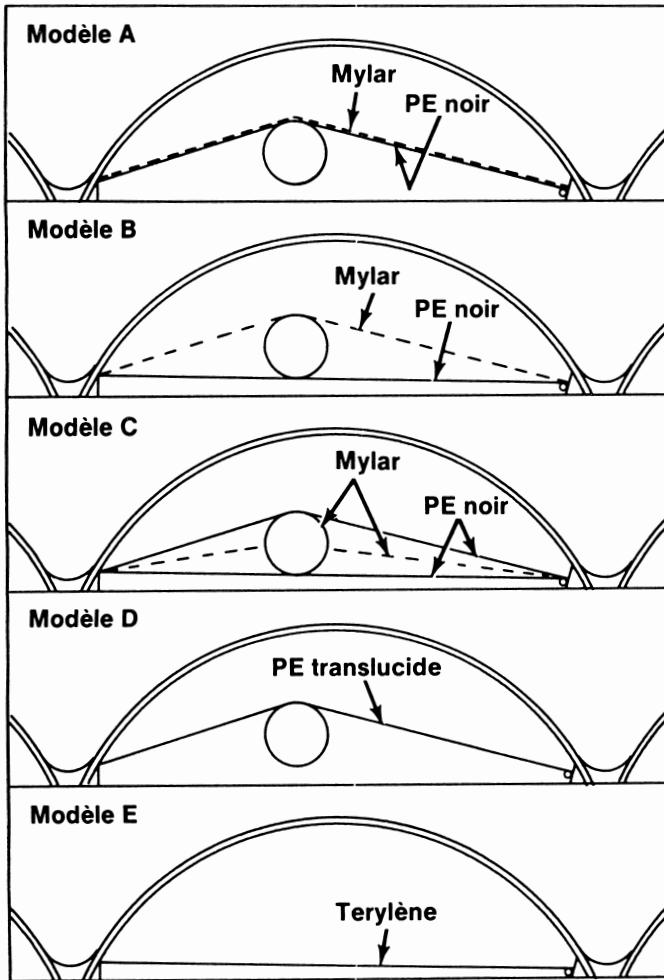 Modèle A
Mylar
PE noir
Modèle B
Mylar
PE noir
Modèle C
Mylar
PE noir
Modèle D
PE translucide
Modèle E
Terylène